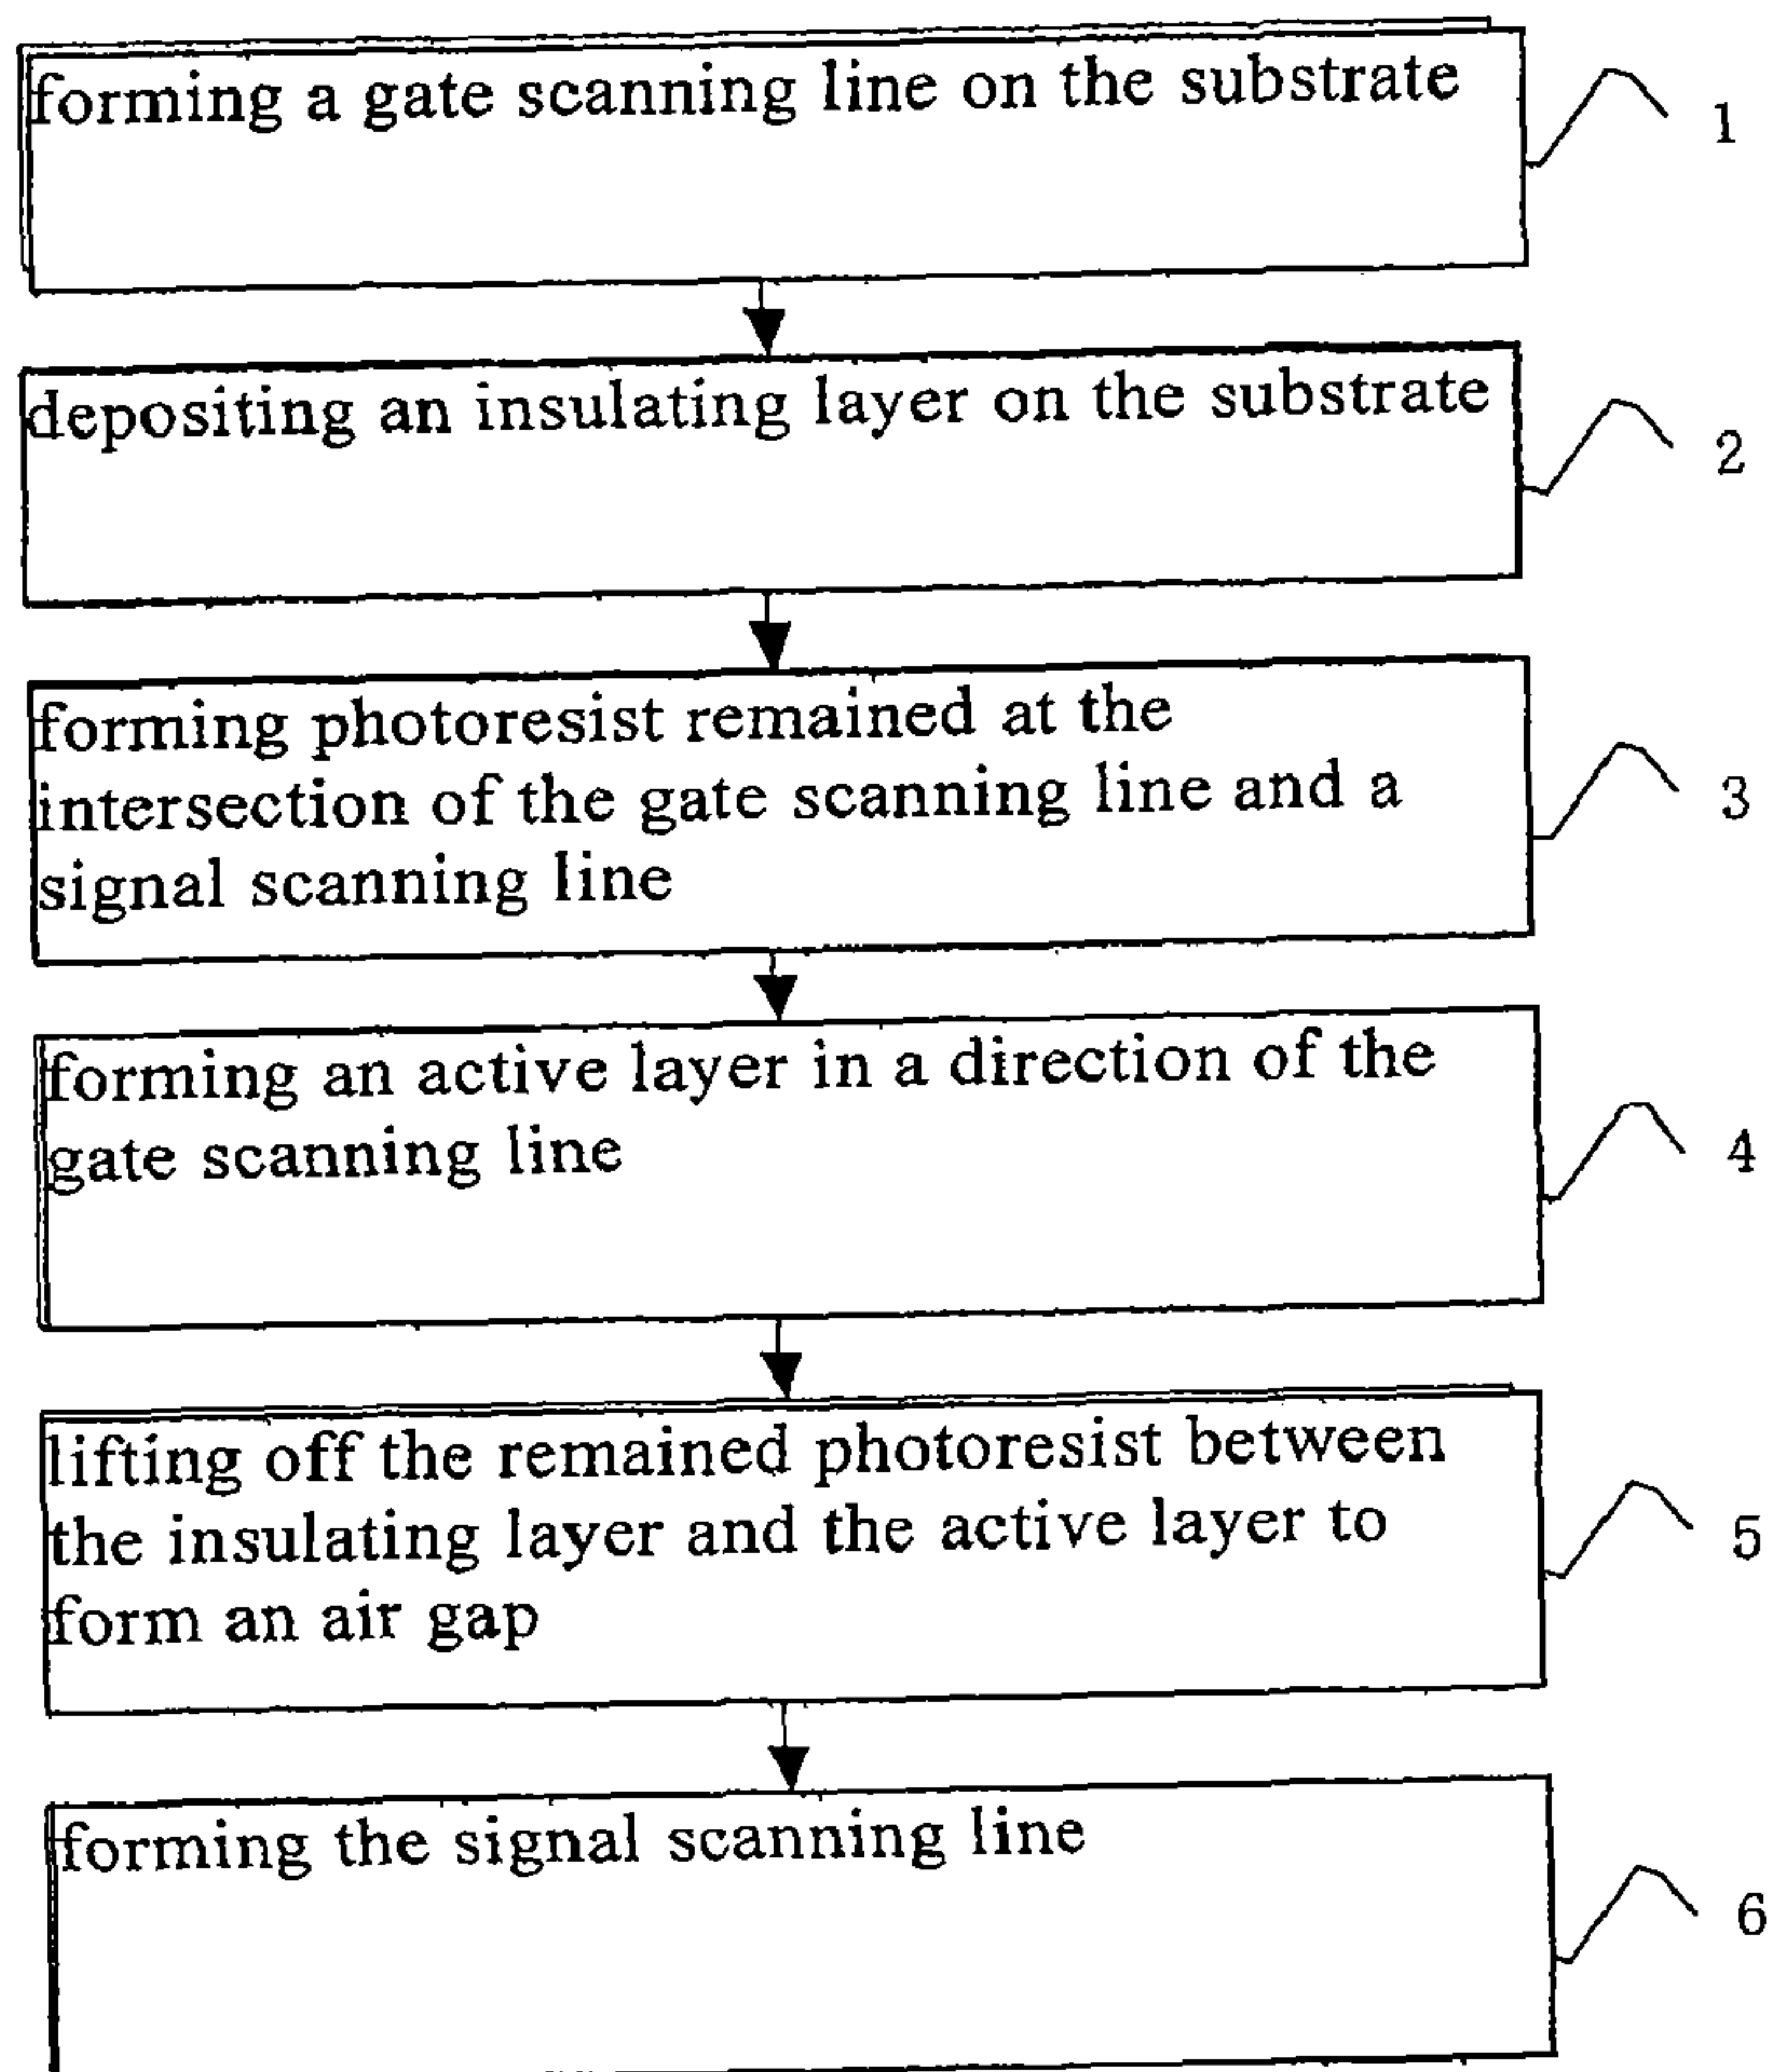 forming a gate scanning line on the substrate
1
depositing an insulating layer on the substrate
2
forming photoresist remained at the
intersection of the gate scanning line and a
signal scanning line
3
forming an active layer in a direction of the
gate scanning line
4
lifting off the remained photoresist between
the insulating layer and the active layer to
form an air gap
5
forming the signal scanning line
6